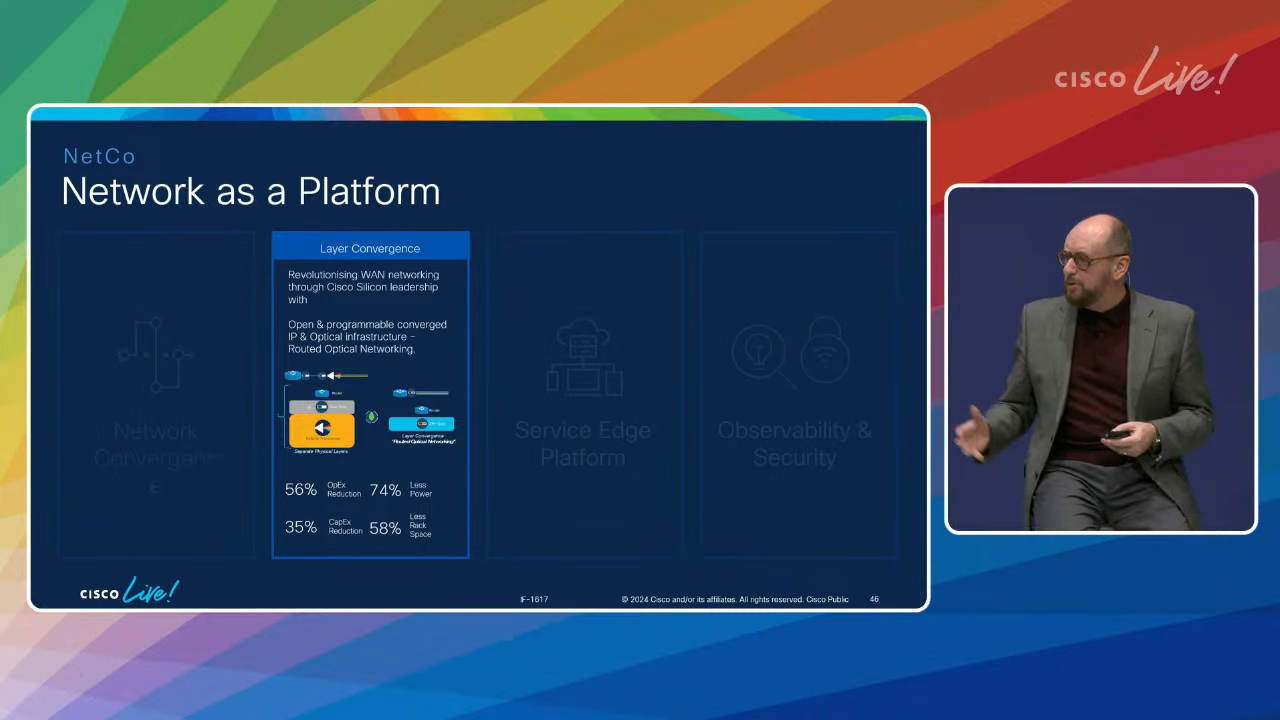 CISCO Live!
NetCo
Network as a Platform
Layer Convergence
Revolutionising WAN networking
through Cisco Silicon leadership
with
Open & programmable converged
IP & Optical infrastructure –
Routed Optical Networking.
Router
Router
Separate Physical Layers
Layer Convergence
"Routed Optical Networking"
56% OpEx
Reduction
74% Less
Power
35% CapEx
Reduction
58% Less
Rack
Space
Network
Service Edge
Platform
Observability &
Security
CISCO Live!
IF-1617
© 2024 Cisco and/or its affiliates. All rights reserved. Cisco Public
46